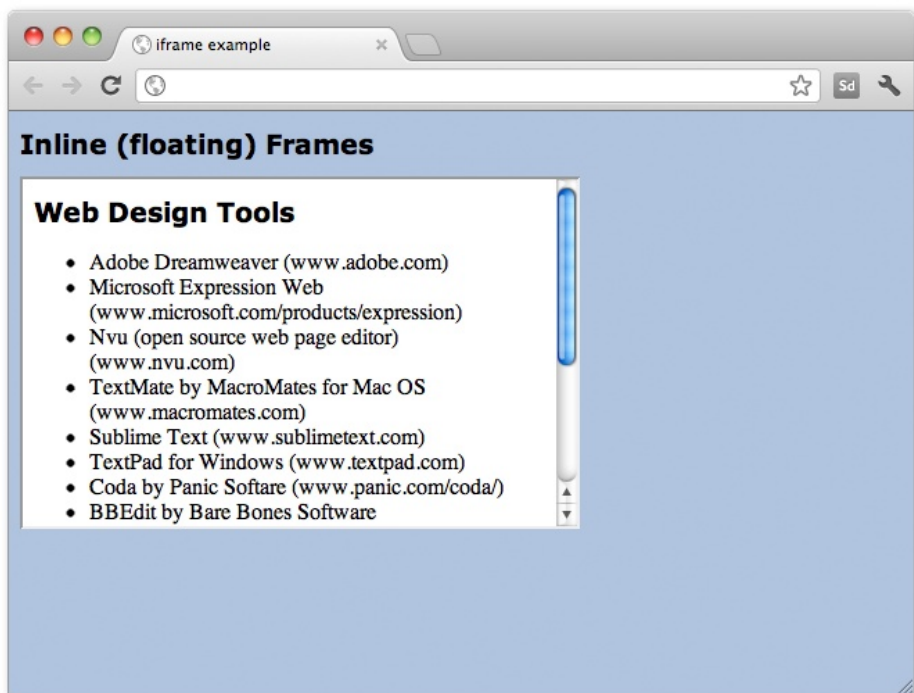 iframe example
Sd
Inline (floating) Frames
Web Design Tools
Adobe Dreamweaver (www.adobe.com)
Microsoft Expression Web
(www.microsoft.com/products/expression)
Nvu (open source web page editor)
(www.nvu.com)
TextMate by MacroMates for Mac OS
(www.macromates.com)
Sublime Text (www.sublimetext.com)
TextPad for Windows (www.textpad.com)
Coda by Panic Softare (www.panic.com/coda/)
BBEdit by Bare Bones Software